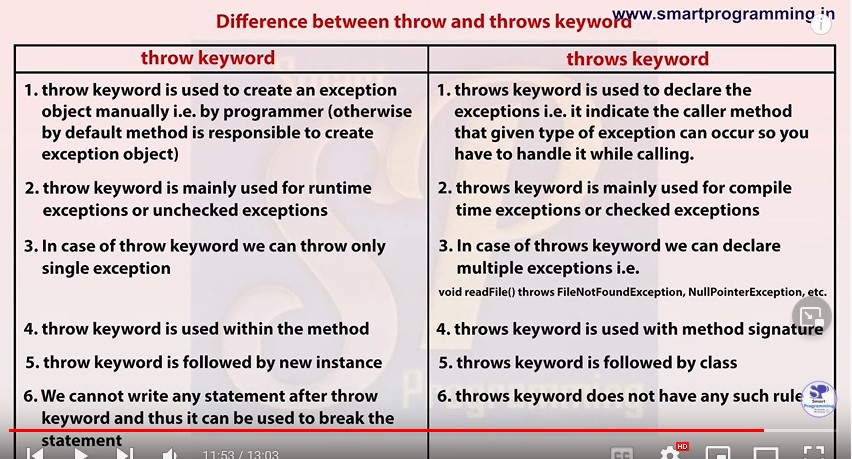 Difference between throw and throws keyword
www.smartprogramming.in
throw keyword
1. throw keyword is used to create an exception
object manually i.e. by programmer (otherwise
by default method is responsible to create
exception object)
2. throw keyword is mainly used for runtime
exceptions or unchecked exceptions
3. In case of throw keyword we can throw only
single exception
4. throw keyword is used within the method
5. throw keyword is followed by new instance
6. We cannot write any statement after throw
keyword and thus it can be used to break the
statement
throws keyword
1. throws keyword is used to declare the
exceptions i.e. it indicate the caller method
that given type of exception can occur so you
have to handle it while calling.
2. throws keyword is mainly used for compile
time exceptions or checked exceptions
3. In case of throws keyword we can declare
multiple exceptions i.e.
void readFile() throws FileNotFoundException, NullPointerException, etc.
4. throws keyword is used with method signature
5. throws keyword is followed by class
6. throws keyword does not have any such rule
SP
Smart
Programming
11:53 / 13:03
CC
HD